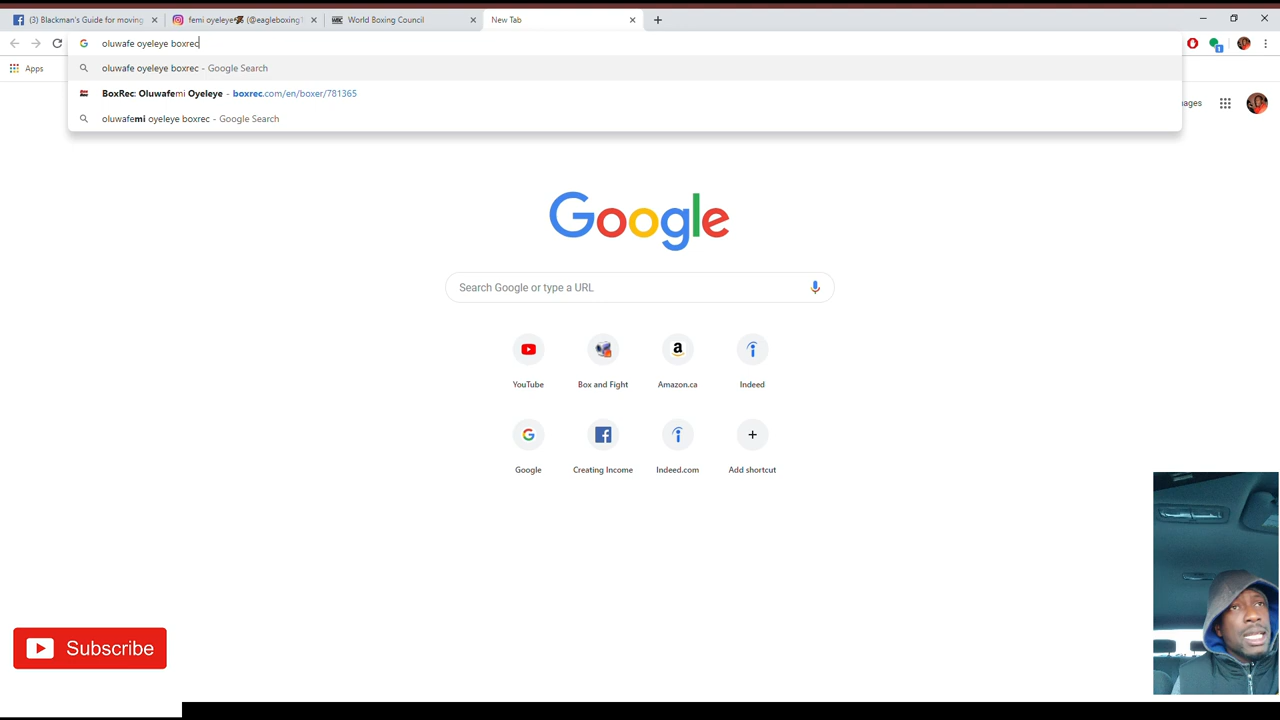 (3) Blackman's Guide for moving
femi oyeleye (@eagleboxing1
World Boxing Council
New Tab
oluwafe oyeleye boxrec
Apps
oluwafe oyeleye boxrec - Google Search
BoxRec: Oluwafemi Oyeleye - boxrec.com/en/boxer/781365
oluwafemi oyeleye boxrec - Google Search
ages
Google
Search Google or type a URL
YouTube
Box and Fight
Amazon.ca
Indeed
Google
Creating Income
Indeed.com
Add shortcut
Subscribe